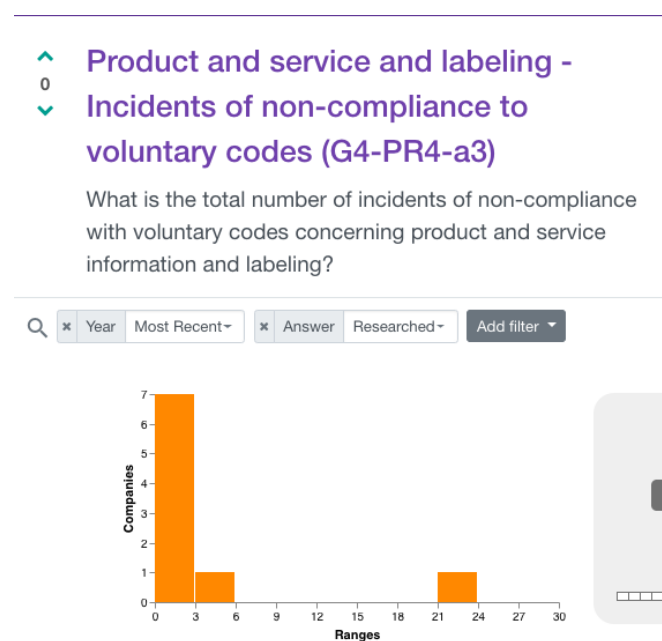 Product and service and labeling -
0
Incidents of non-compliance to
voluntary codes (G4-PR4-a3)
What is the total number of incidents of non-compliance
with voluntary codes concerning product and service
information and labeling?
× Year Most Recent × Answer Researched Add filter
7
6
5
4
3
2
1
0
Companies
0 3 6 9 12 15 18 21 24 27 30
Ranges